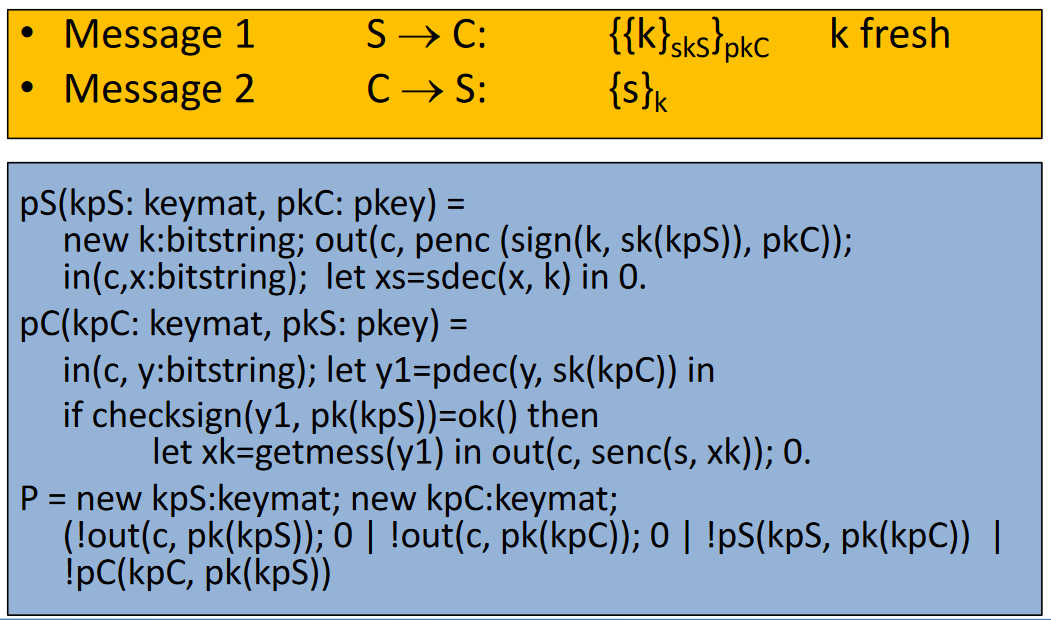 • Message 1 S → C: {{k}skS}pkC k fresh
• Message 2 C → S: {s}k
pS(kpS: keymat, pkC: pkey) =
new k:bitstring; out(c, penc (sign(k, sk(kpS)), pkC));
in(c,x:bitstring); let xs=sdec(x, k) in 0.
pC(kpC: keymat, pkS: pkey) =
in(c, y:bitstring); let y1=pdec(y, sk(kpC)) in
if checksign(y1, pk(kpS))=ok() then
let xk=getmess(y1) in out(c, senc(s, xk)); 0.
P = new kpS:keymat; new kpC:keymat;
(!out(c, pk(kpS)); 0 | !out(c, pk(kpC)); 0 | !pS(kpS, pk(kpC)) |
!pC(kpC, pk(kpS))